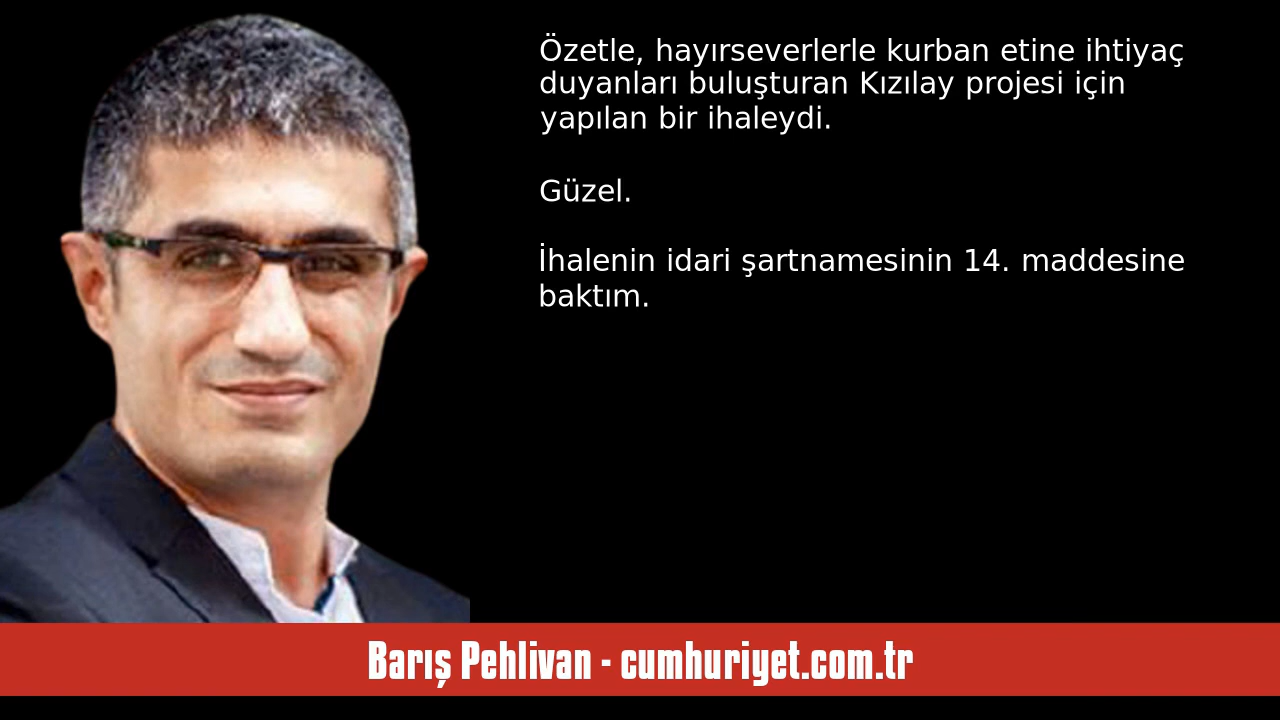 Özetle, hayırseverlerle kurban etine ihtiyaç
duyanları buluşturan Kızılay projesi için
yapılan bir ihaleydi.
Güzel.
İhalenin idari şartnamesinin 14. maddesine
baktım.
Barış Pehlivan - cumhuriyet.com.tr